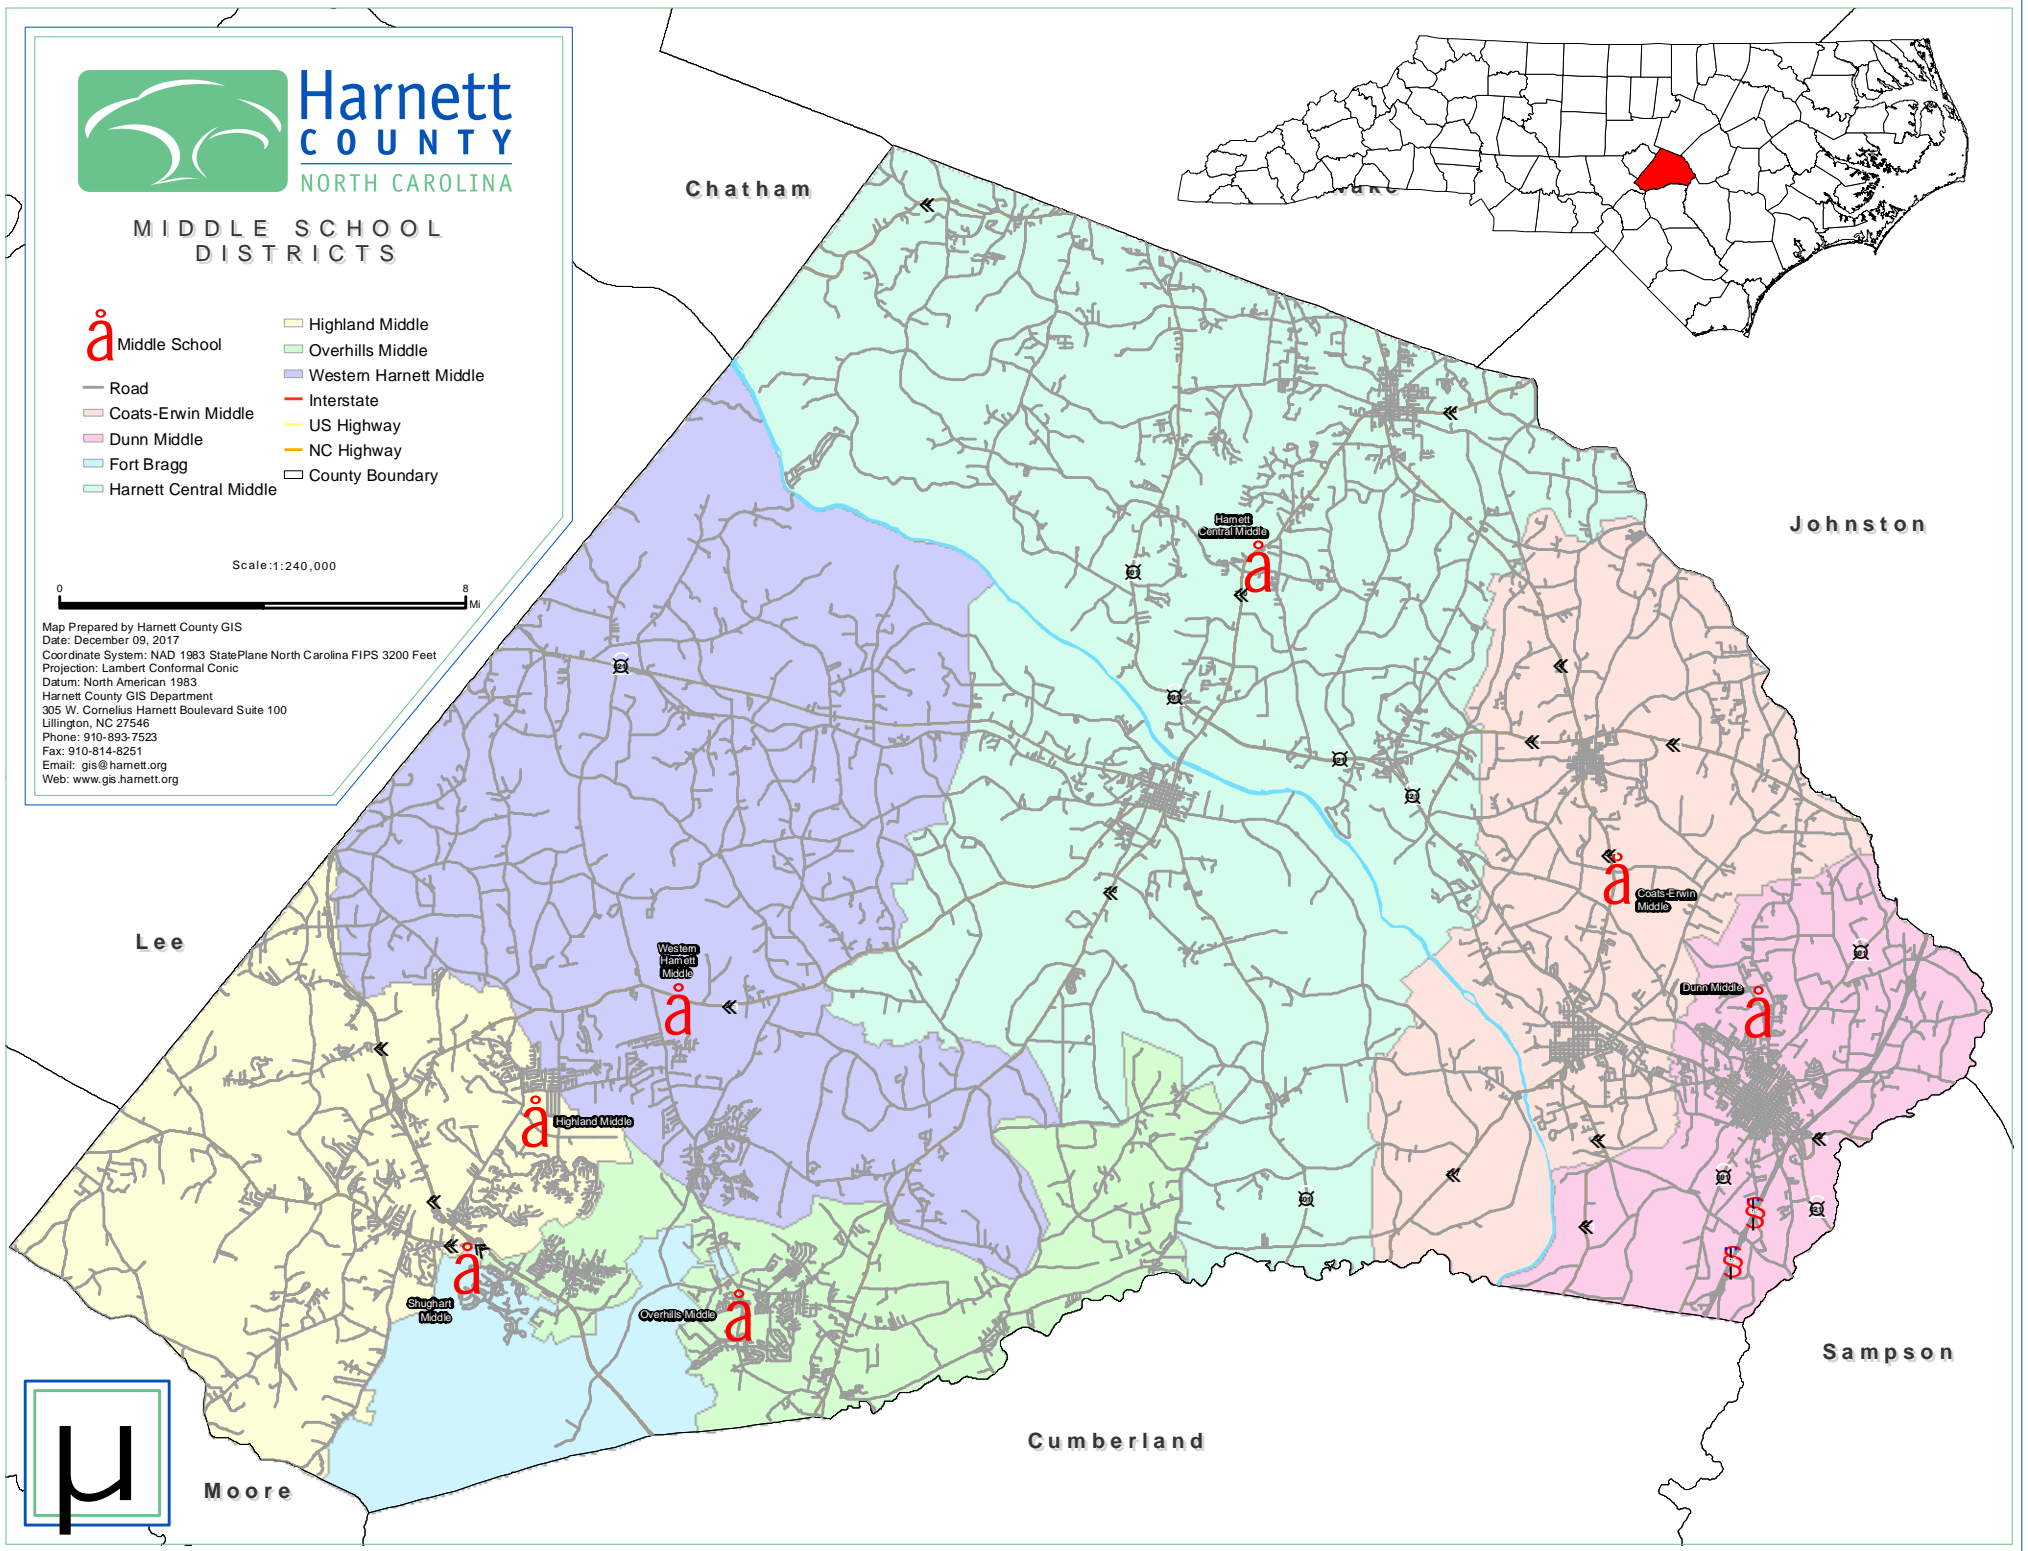 Harnett
COUNTY
NORTH CAROLINA
MIDDLE SCHOOL
DISTRICTS
å Middle School
Road
Coats-Erwin Middle
Dunn Middle
Fort Bragg
Harnett Central Middle
Highland Middle
Overhills Middle
Western Harnett Middle
Interstate
US Highway
NC Highway
County Boundary
Scale:1:240,000
0 8
Mi
Map Prepared by Harnett County GIS
Date: December 09, 2017
Coordinate System: NAD 1983 StatePlane North Carolina FIPS 3200 Feet
Projection: Lambert Conformal Conic
Datum: North American 1983
Harnett County GIS Department
305 W. Cornelius Harnett Boulevard Suite 100
Lillington, NC 27546
Phone: 910-893-7523
Fax: 910-814-8251
Email: gis@harnett.org
Web: www.gis.harnett.org
Chatham
Johnston
Lee
Moore
Cumberland
Sampson
Harnett
Central Middle
å
Coats-Erwin
Middle
å
Dunn Middle
å
Western
Harnett
Middle
å
Highland Middle
å
Shughart
Middle
å
Overhills Middle
å
§
§
µ